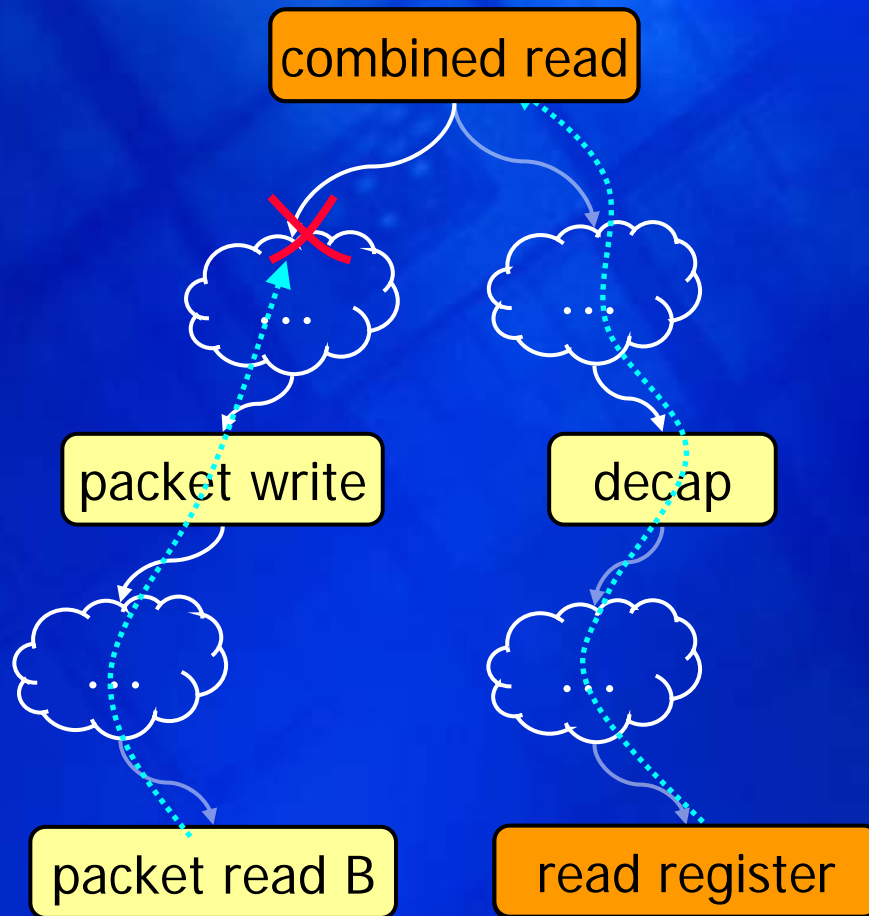 combined read
...
...
packet write
decap
...
...
packet read B
read register